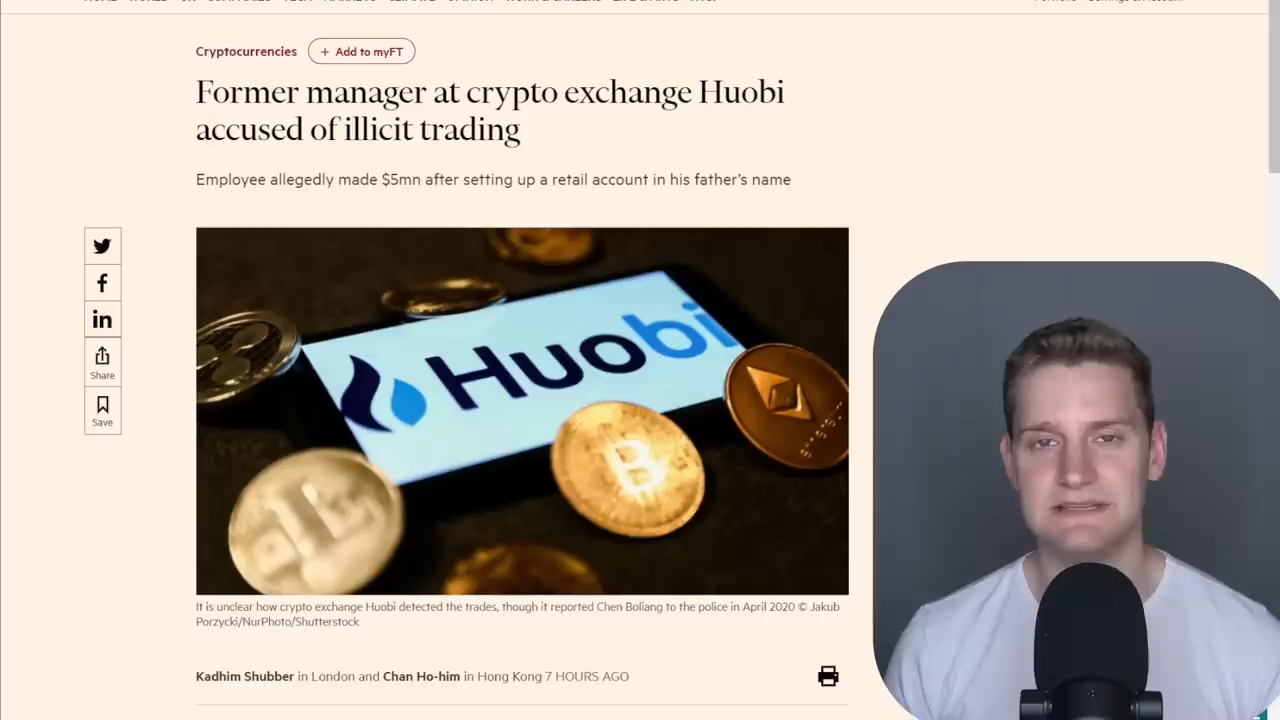 Cryptocurrencies + Add to myFT
Former manager at crypto exchange Huobi
accused of illicit trading
Employee allegedly made $5mn after setting up a retail account in his father's name
Huobi
B
Share
Save
It is unclear how crypto exchange Huobi detected the trades, though it reported Chen Boliang to the police in April 2020 © Jakub
Porzycki/NurPhoto/Shutterstock
Kadhim Shubber in London and Chan Ho-him in Hong Kong 7 HOURS AGO